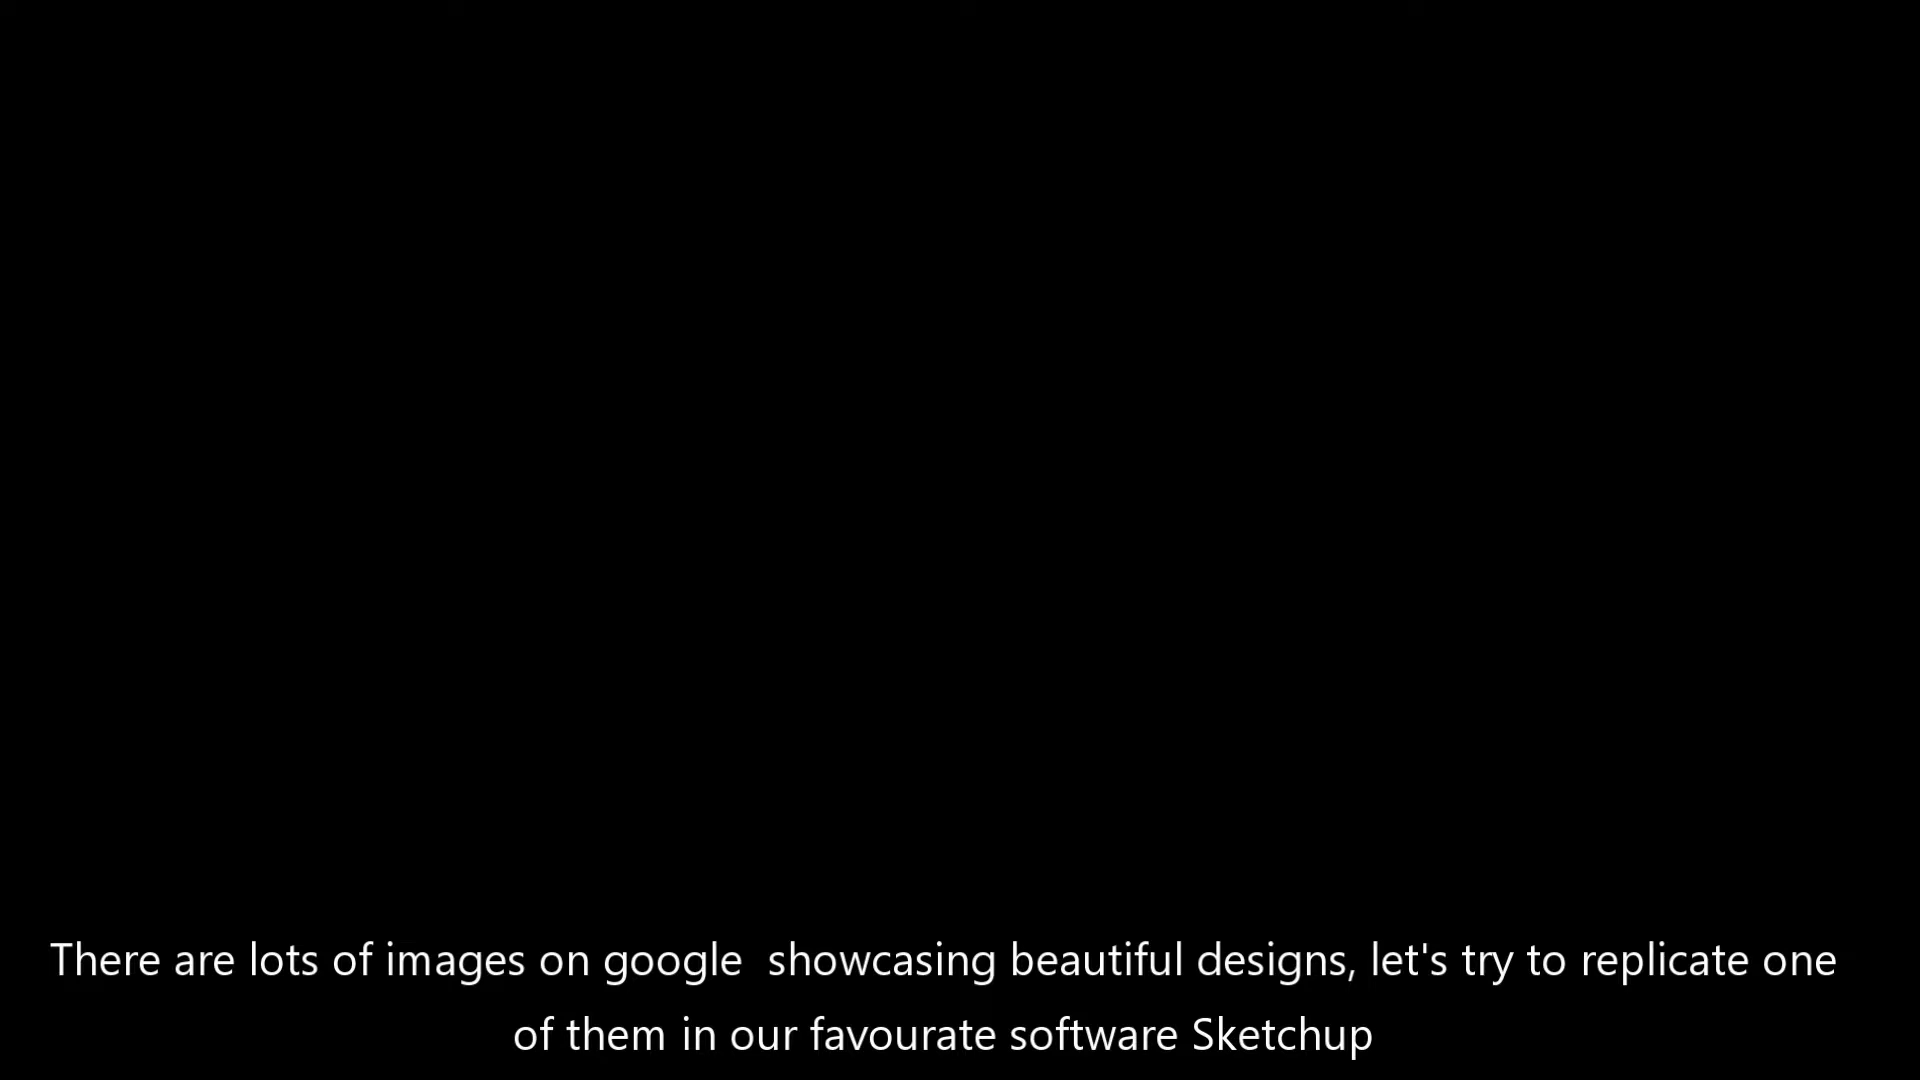 There are lots of images on google  showcasing beautiful designs, let's try to replicate one
of them in our favourate software Sketchup